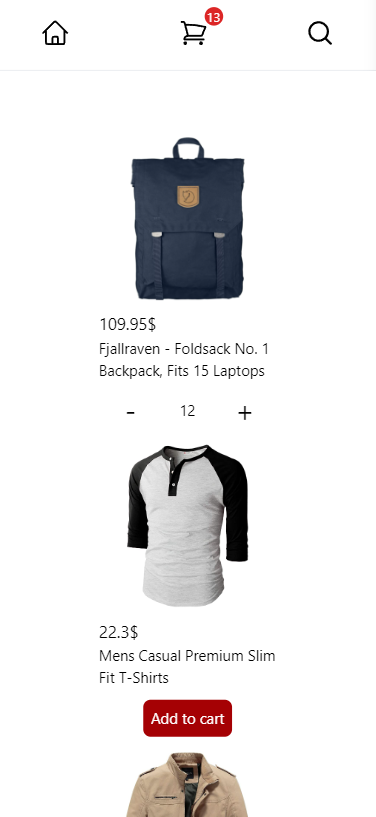 13
109.95$
Fjallraven - Foldsack No. 1
Backpack, Fits 15 Laptops
- 12 +
22.3$
Mens Casual Premium Slim
Fit T-Shirts
Add to cart